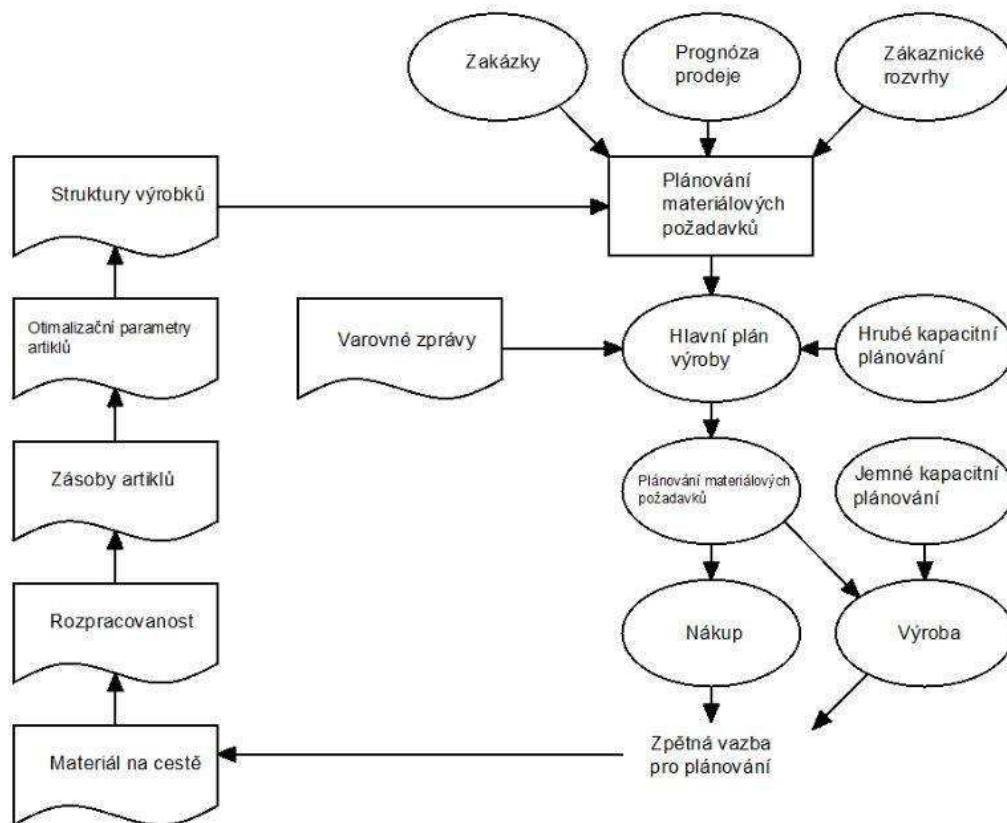 Zakázky
Prognóza
prodeje
Zákaznické
rozvrhy
Struktury výrobků
Plánování
materiálových
požadavků
Otimalizační parametry
artiklů
Varovné zprávy
Hlavní plán
výroby
Hrubé kapacitní
plánování
Zásoby artiklů
Plánování materiálových
požadavků
Jemné kapacitní
plánování
Rozpracovanost
Nákup
Výroba
Materiál na cestě
Zpětná vazba
pro plánování